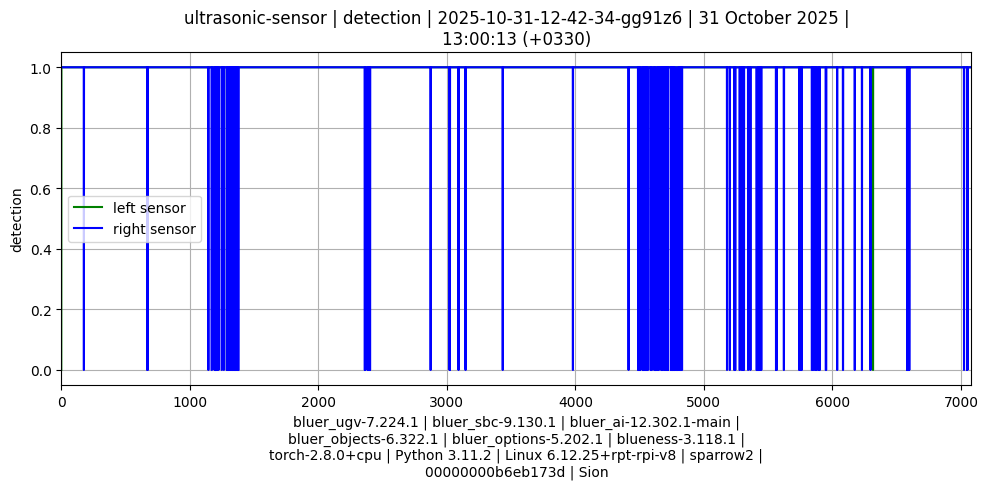 ultrasonic-sensor | detection | 2025-10-31-12-42-34-gg91z6 | 31 October 2025 |
13:00:13 (+0330)
1.0
0.8
0.6
0.4
0.2
0.0
detection
left sensor
right sensor
0 1000 2000 3000 4000 5000 6000 7000
bluer_ugv-7.224.1 | bluer_sbc-9.130.1 | bluer_ai-12.302.1-main |
bluer_objects-6.322.1 | bluer_options-5.202.1 | blueness-3.118.1 |
torch-2.8.0+cpu | Python 3.11.2 | Linux 6.12.25+rpt-rpi-v8 | sparrow2 |
00000000b6eb173d | Sion